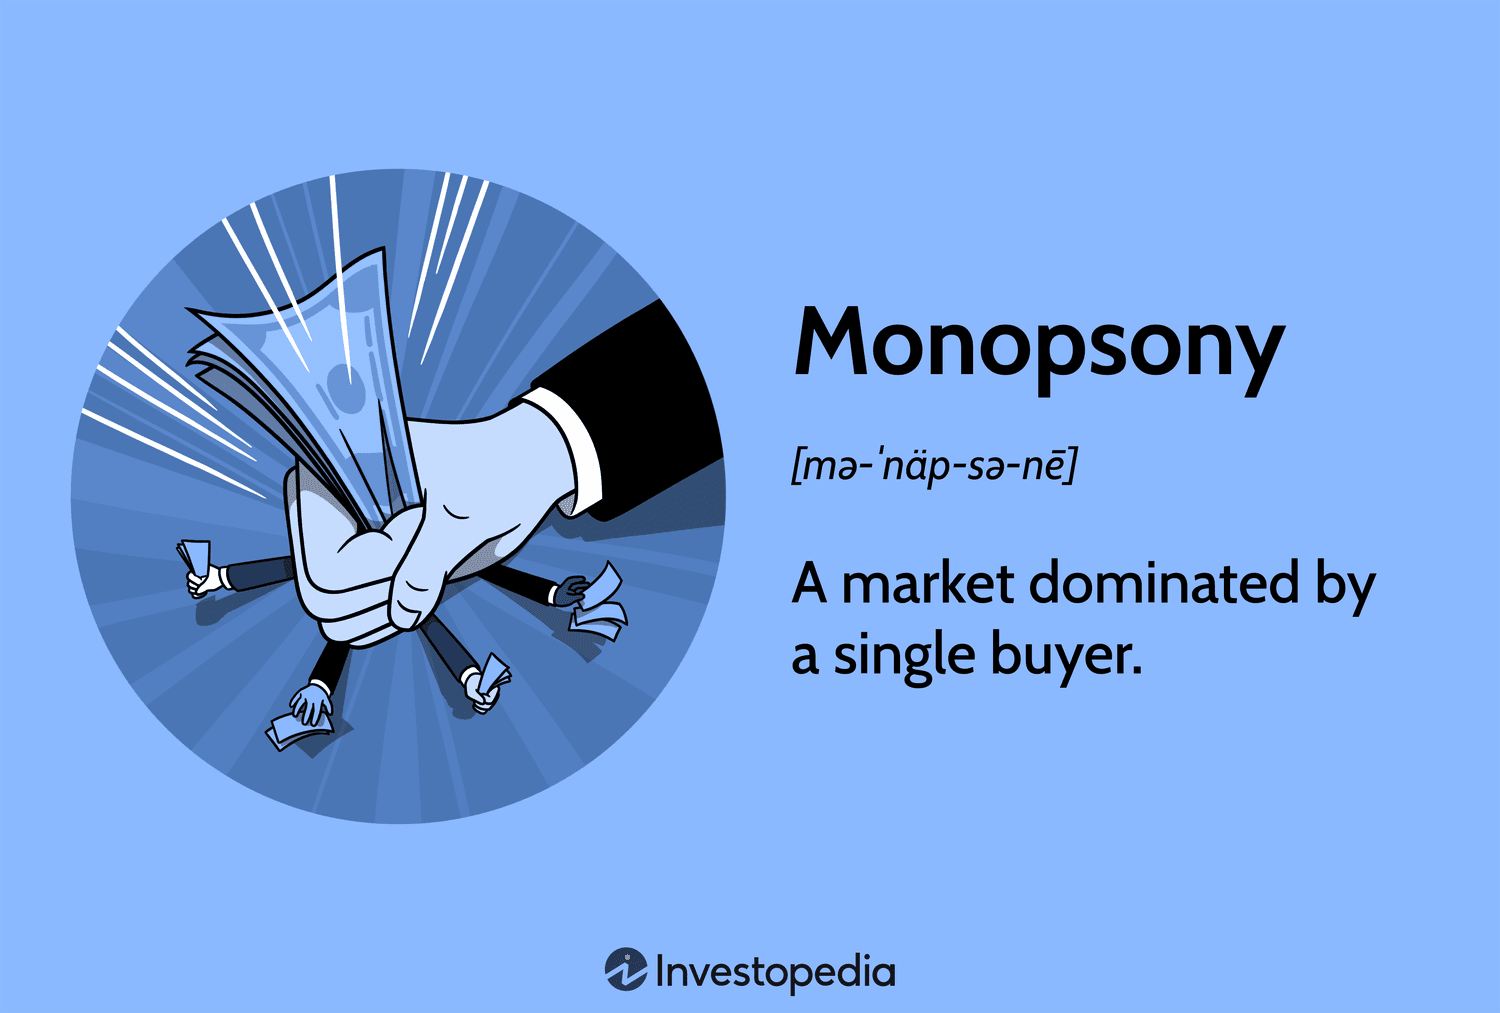 Monopsony
[mə-ˈnäp-sə-nē]
A market dominated by
a single buyer.
Investopedia